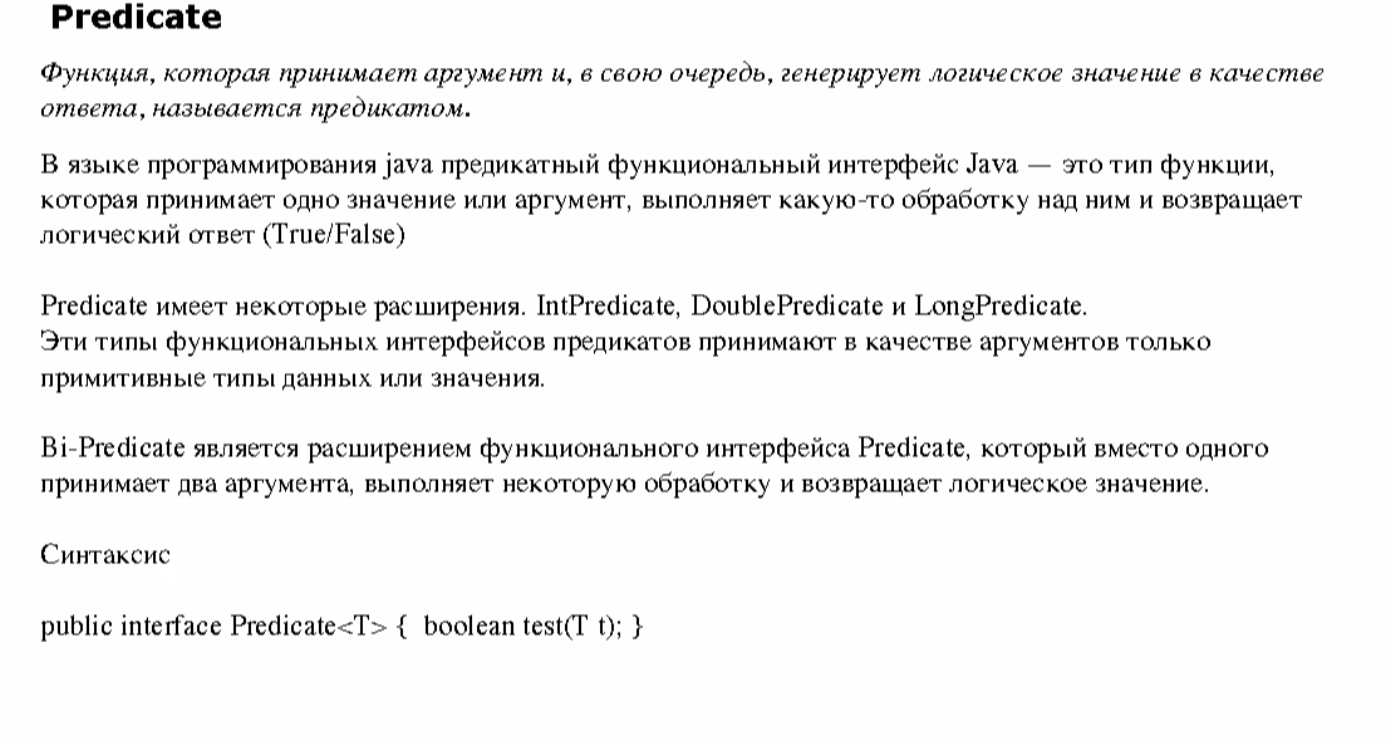 Predicate
Функция, которая принимает аргумент и, в свою очередь, генерирует логическое значение в качестве
ответа, называется предикатом.
В языке программирования java предикатный функциональный интерфейс Java — это тип функции,
которая принимает одно значение или аргумент, выполняет какую-то обработку над ним и возвращает
логический ответ (True/False)
Predicate имеет некоторые расширения. IntPredicate, DoublePredicate и LongPredicate.
Эти типы функциональных интерфейсов предикатов принимают в качестве аргументов только
примитивные типы данных или значения.
Bi-Predicate является расширением функционального интерфейса Predicate, который вместо одного
принимает два аргумента, выполняет некоторую обработку и возвращает логическое значение.
Синтаксис
public interface Predicate<T> {  boolean test(T t); }